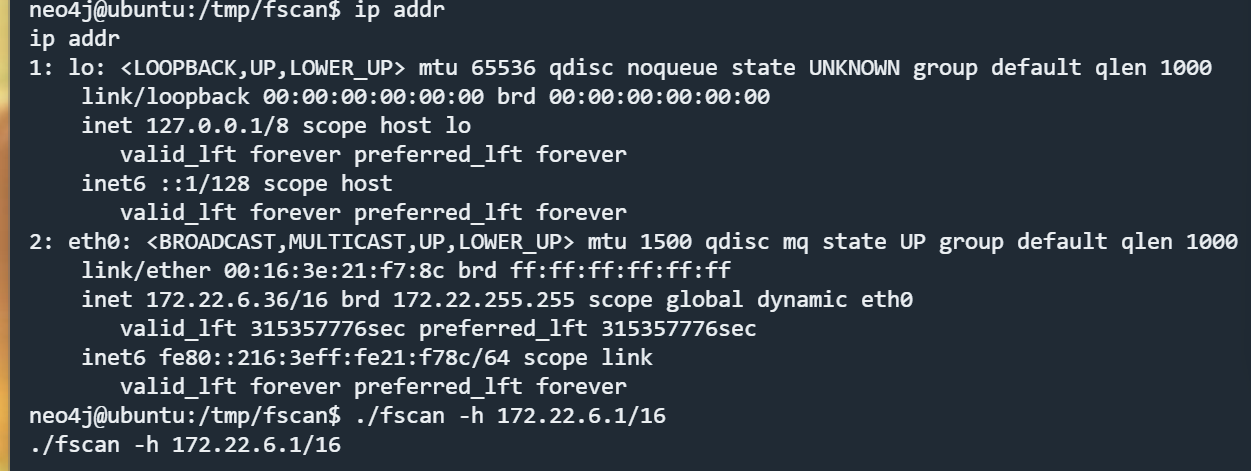 neo4j@ubuntu:/tmp/fscan$ ip addr
ip addr
1: lo: <LOOPBACK,UP,LOWER_UP> mtu 65536 qdisc noqueue state UNKNOWN group default qlen 1000
    link/loopback 00:00:00:00:00:00 brd 00:00:00:00:00:00
    inet 127.0.0.1/8 scope host lo
       valid_lft forever preferred_lft forever
    inet6 ::1/128 scope host
       valid_lft forever preferred_lft forever
2: eth0: <BROADCAST,MULTICAST,UP,LOWER_UP> mtu 1500 qdisc mq state UP group default qlen 1000
    link/ether 00:16:3e:21:f7:8c brd ff:ff:ff:ff:ff:ff
    inet 172.22.6.36/16 brd 172.22.255.255 scope global dynamic eth0
       valid_lft 315357776sec preferred_lft 315357776sec
    inet6 fe80::216:3eff:fe21:f78c/64 scope link
       valid_lft forever preferred_lft forever
neo4j@ubuntu:/tmp/fscan$ ./fscan -h 172.22.6.1/16
./fscan -h 172.22.6.1/16